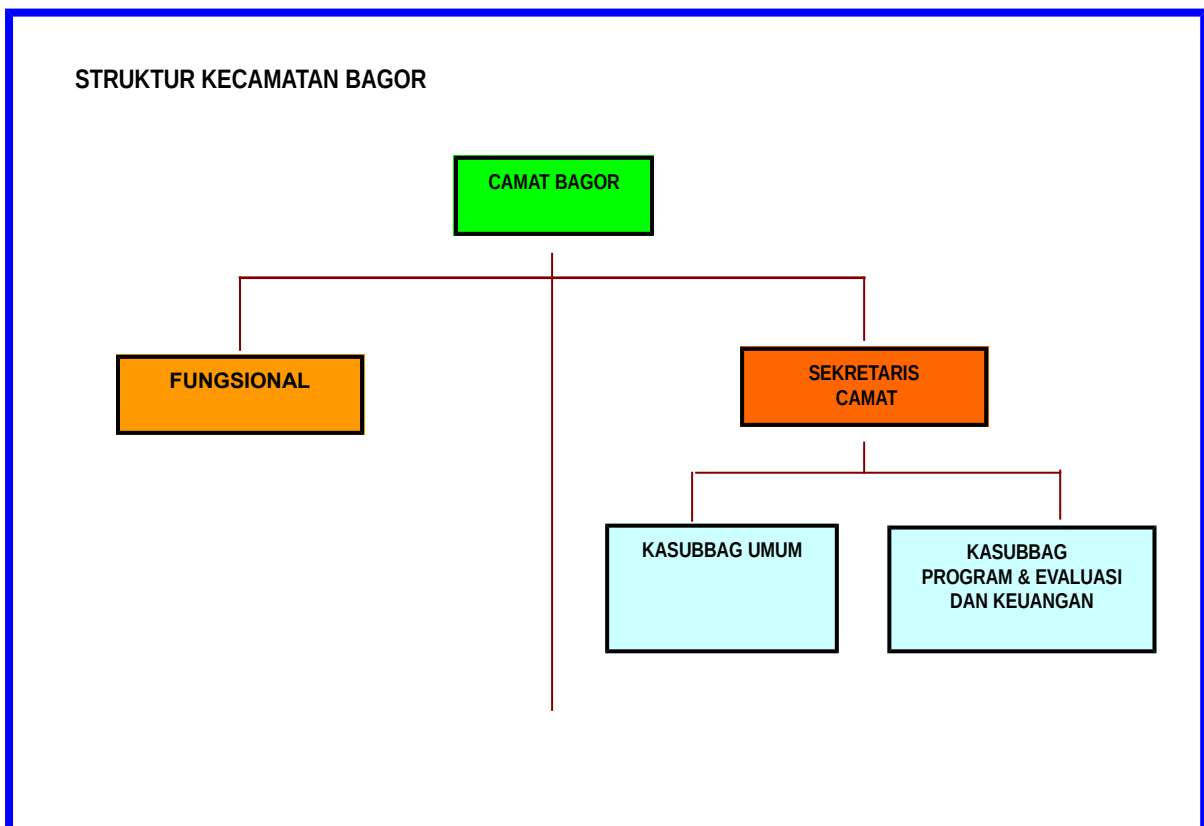 STRUKTUR KECAMATAN BAGOR
CAMAT BAGOR
FUNGSIONAL
SEKRETARIS
CAMAT
KASUBBAG UMUM
KASUBBAG
PROGRAM & EVALUASI
DAN KEUANGAN